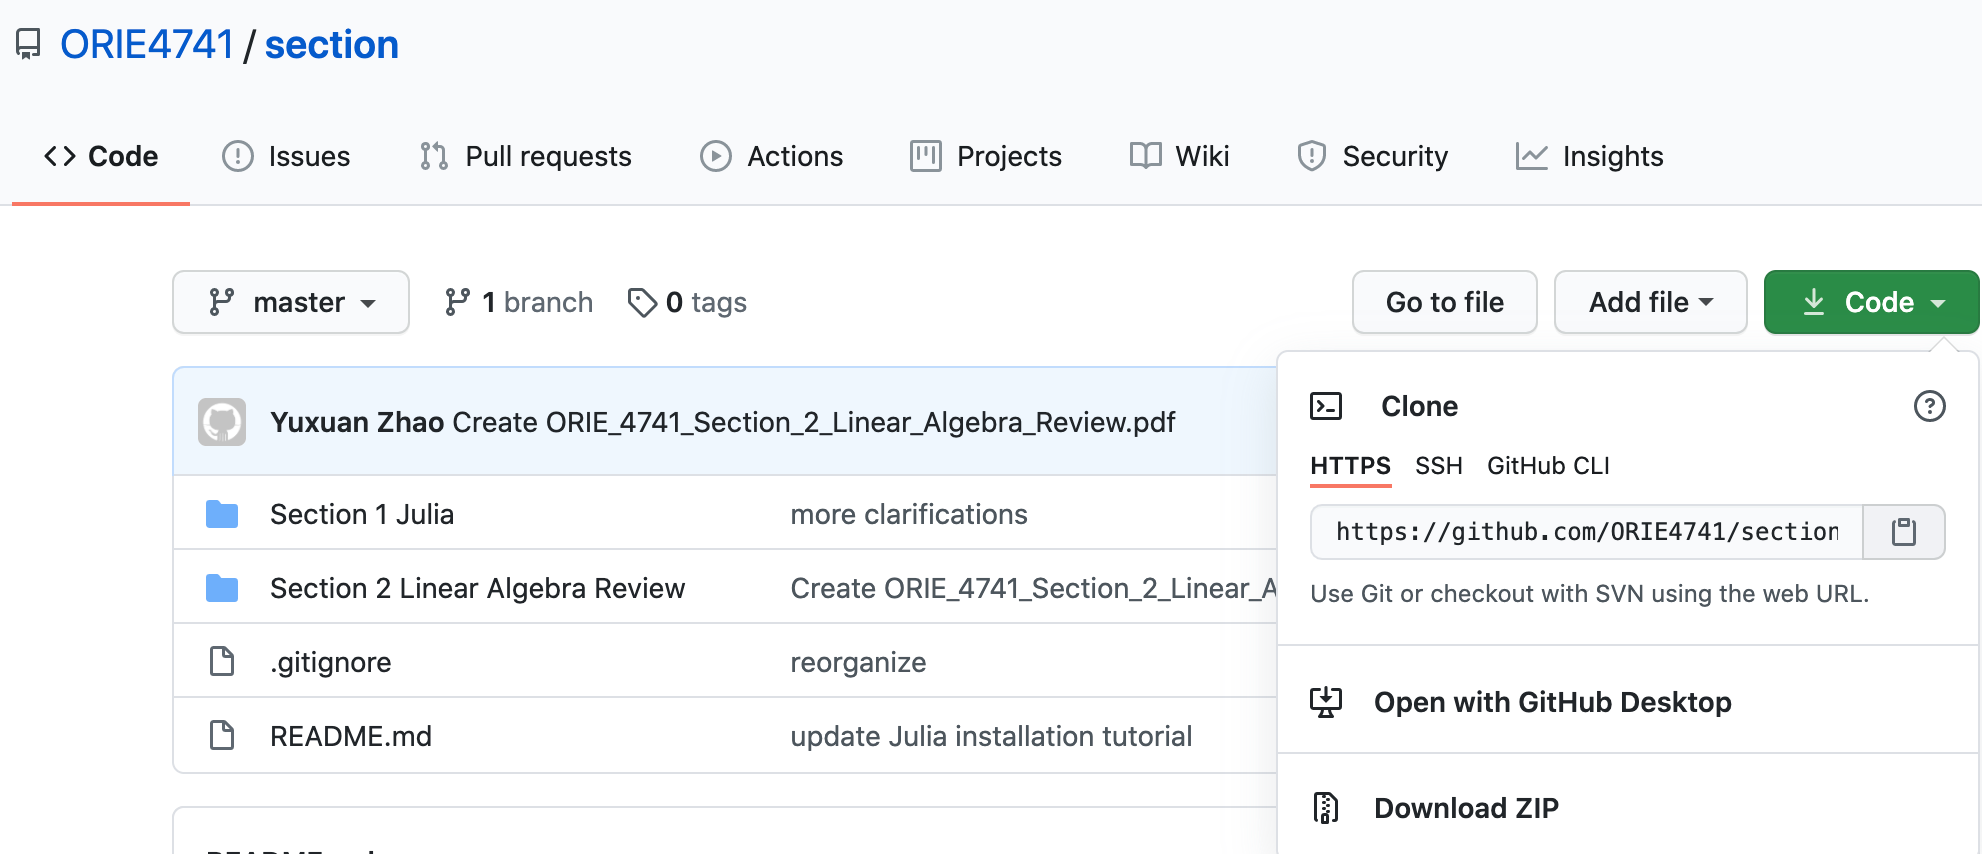 ORIE4741 / section
Code Issues Pull requests Actions Projects Wiki Security Insights
master 1 branch 0 tags Go to file Add file Code
Yuxuan Zhao Create ORIE_4741_Section_2_Linear_Algebra_Review.pdf
Section 1 Julia more clarifications
Section 2 Linear Algebra Review Create ORIE_4741_Section_2_Linear_A
.gitignore reorganize
README.md update Julia installation tutorial
Clone
HTTPS SSH GitHub CLI
https://github.com/ORIE4741/section
Use Git or checkout with SVN using the web URL.
Open with GitHub Desktop
Download ZIP